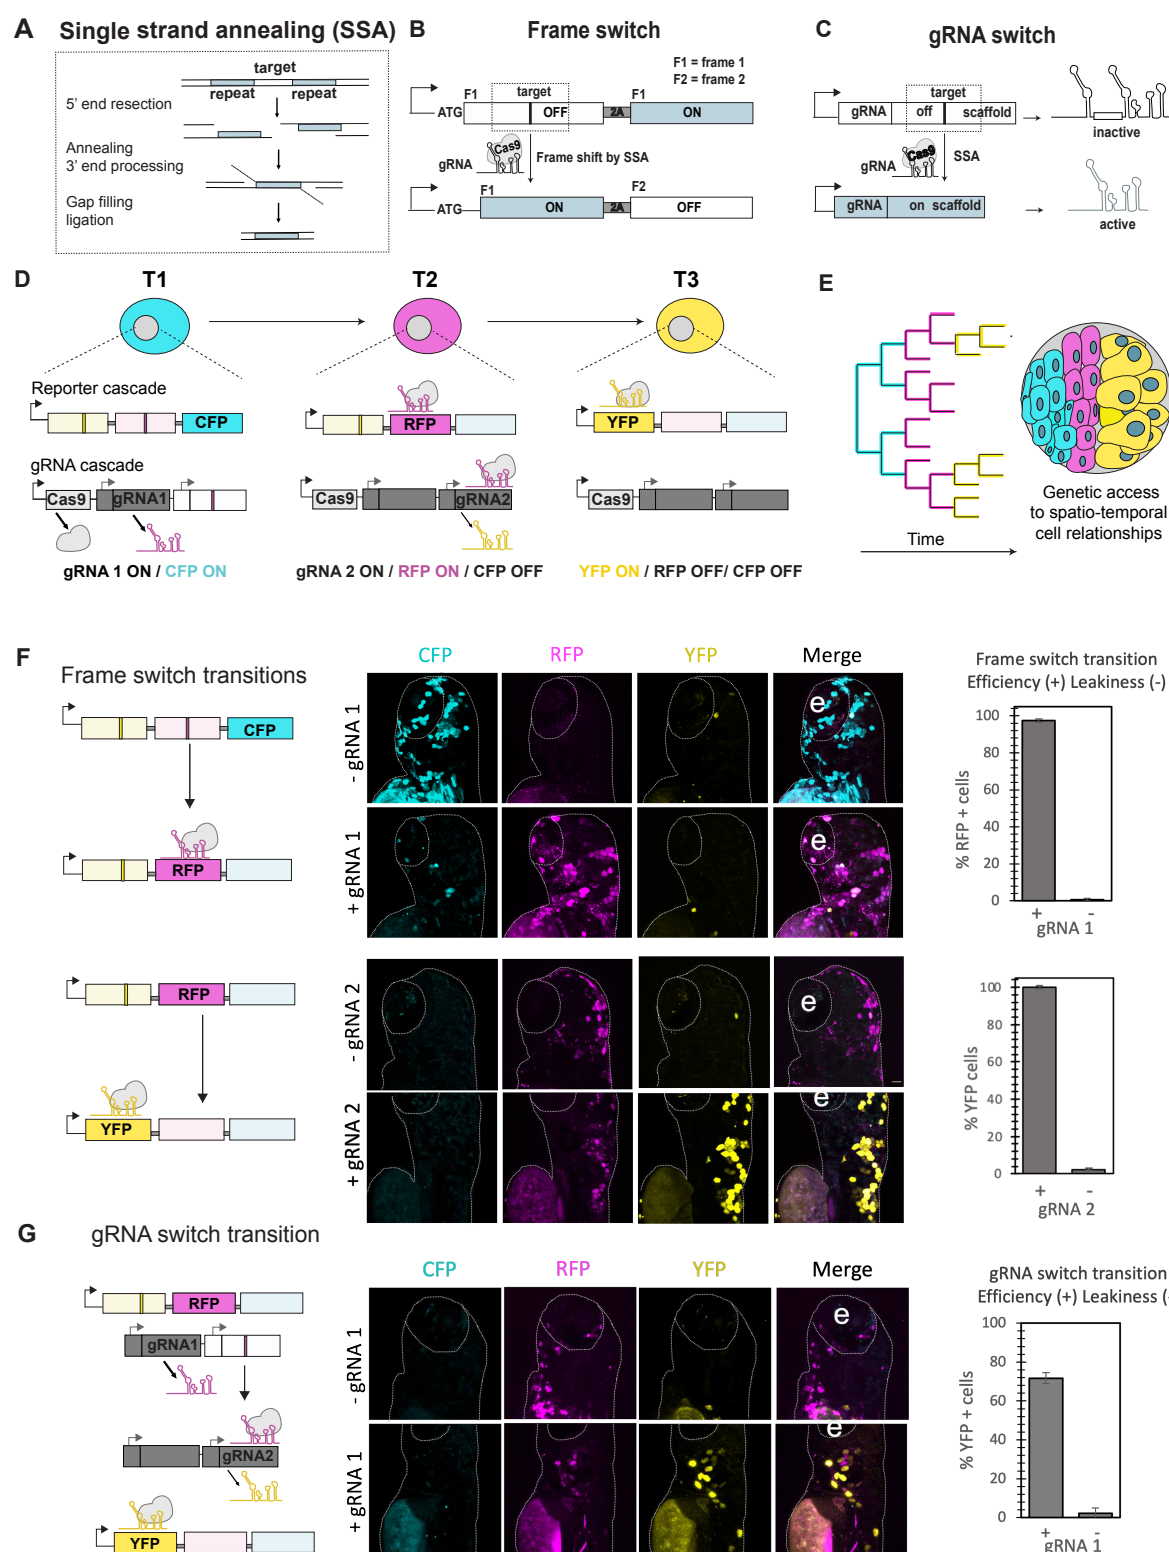 A Single strand annealing (SSA)
target
repeat repeat
5' end resection
Annealing
3' end processing
Gap filling
ligation
B Frame switch
F1 = frame 1
F2 = frame 2
F1 target F1
ATG OFF 2A ON
gRNA Cas9 Frame shift by SSA
F1 F2
ATG ON 2A OFF
C gRNA switch
target
gRNA off scaffold
inactive
gRNA Cas9 SSA
gRNA on scaffold
active
D T1 T2 T3
Reporter cascade
CFP RFP YFP
gRNA cascade
Cas9 gRNA1 Cas9 gRNA2 Cas9
gRNA 1 ON / CFP ON
gRNA 2 ON / RFP ON / CFP OFF
YFP ON / RFP OFF/ CFP OFF
E
Time
Genetic access
to spatio-temporal
cell relationships
F Frame switch transitions
CFP
RFP
RFP
YFP
CFP RFP YFP Merge
- gRNA 1
e
+ gRNA 1
e
- gRNA 2
e
+ gRNA 2
e
Frame switch transition
Efficiency (+) Leakiness (-)
% RFP + cells
100
80
60
40
20
0
+ -
gRNA 1
% YFP cells
100
80
60
40
20
0
+ -
gRNA 2
G gRNA switch transition
RFP
gRNA1
gRNA2
YFP
CFP RFP YFP Merge
- gRNA 1
e
+ gRNA 1
e
gRNA switch transition
Efficiency (+) Leakiness (-
% YFP + cells
100
80
60
40
20
0
+ -
gRNA 1